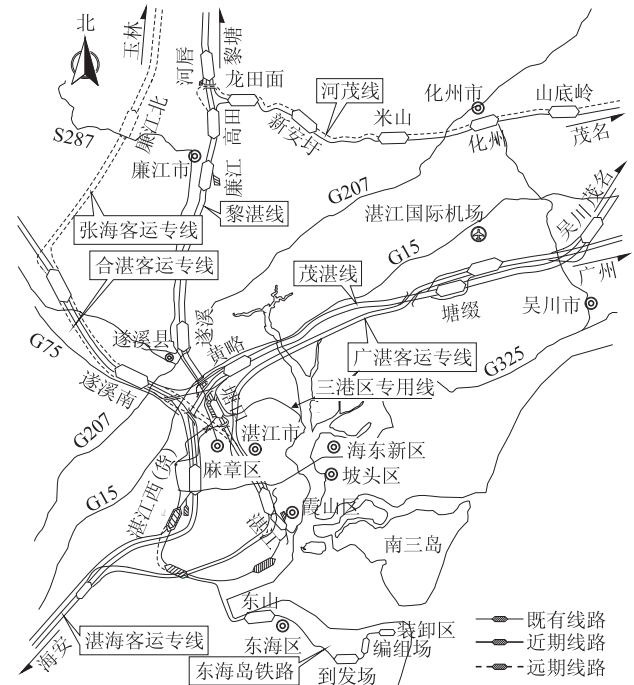 北
玉林
黎塘
河唇
龙田面
河茂线
化州市
山底岭
S287
廉江北
高田
新安圩
米山
化州
茂名
廉江市
廉江
G207
吴川
茂名
张海客运专线
黎湛线
湛江国际机场
合湛客运专线
G15
茂湛线
广州
塘㙍
吴川市
G75
遂溪县
遂溪
黄略
广湛客运专线
G325
遂溪南
三港区专用线
G207
湛江市
海东新区
麻章区
坡头区
G15
湛江西(货)
霞山区
湛
南三岛
东山
既有线路
湛海客运专线
东海区
装卸区
近期线路
海安
编组场
东海岛铁路
到发场
远期线路